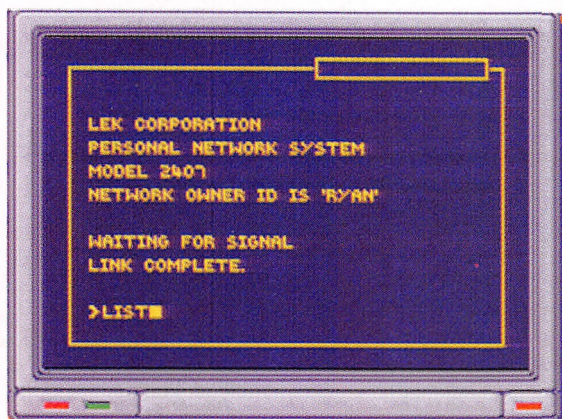 LEK CORPORATION
PERSONAL NETWORK SYSTEM
MODEL 2407
NETWORK OWNER ID IS 'RYAN'
WAITING FOR SIGNAL
LINK COMPLETE.
>LIST